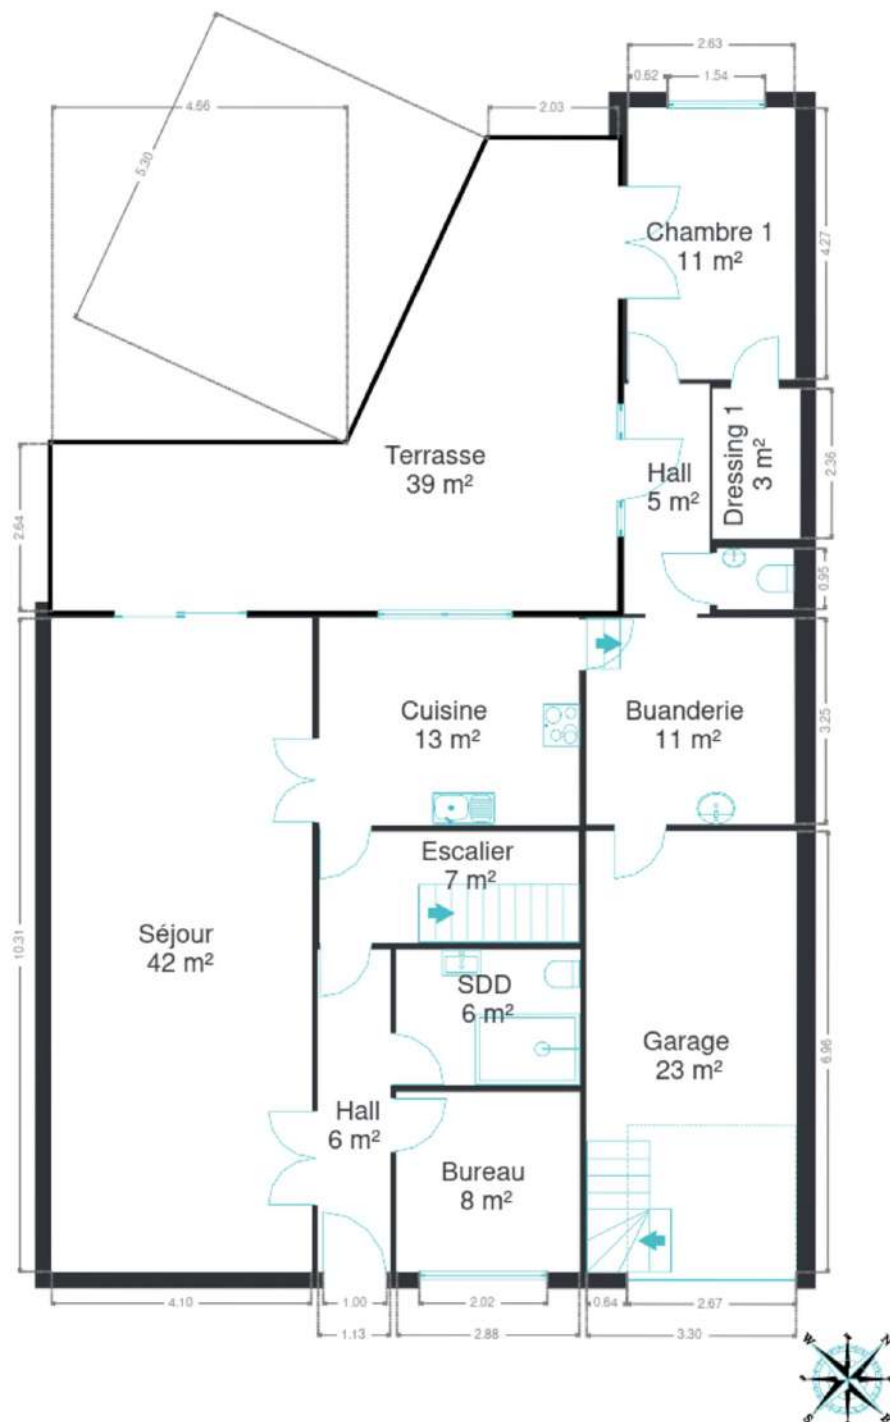 2.63
0.62
1.54
4.66
2.03
5.30
Chambre 1
11 m²
4.27
Terrasse
39 m²
Hall
5 m²
Dressing 1
3 m²
2.36
2.64
0.95
Cuisine
13 m²
Buanderie
11 m²
3.25
Escalier
7 m²
Séjour
42 m²
10.31
SDD
6 m²
Garage
23 m²
6.96
Hall
6 m²
Bureau
8 m²
4.10
1.00
2.02
0.64
2.67
1.13
2.88
3.30
W
N
S